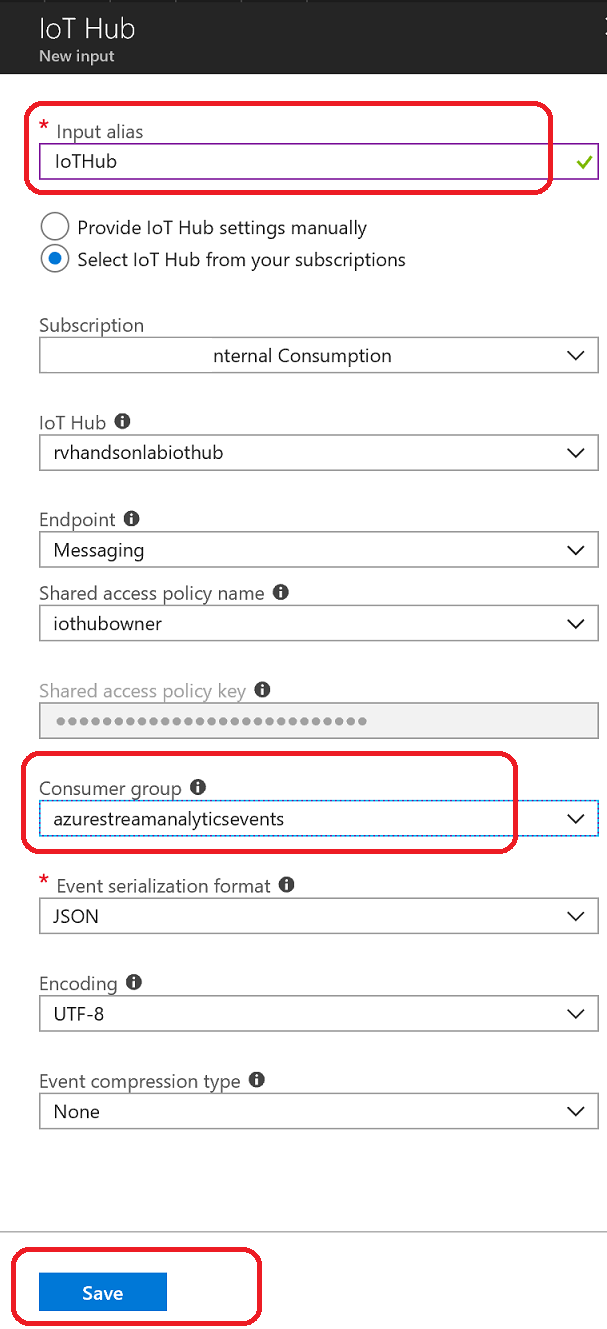 IoT Hub
New input
* Input alias
IoTHub
Provide IoT Hub settings manually
Select IoT Hub from your subscriptions
Subscription
nternal Consumption
IoT Hub
rvhandsonlabiothub
Endpoint
Messaging
Shared access policy name
iothubowner
Shared access policy key
•••••••••••••••••••••••••••
Consumer group
azurestreamanalyticsevents
* Event serialization format
JSON
Encoding
UTF-8
Event compression type
None
Save